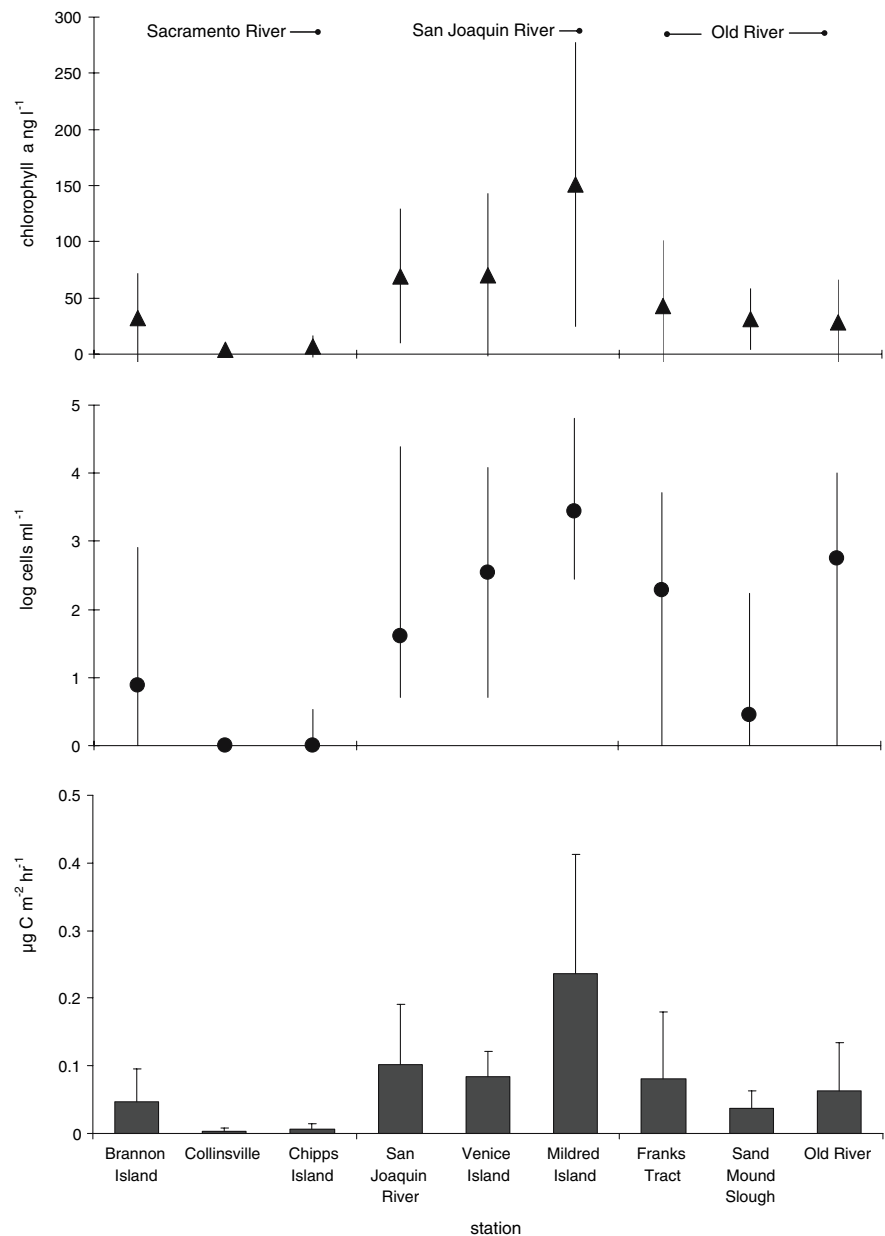 Sacramento River
San Joaquin River
Old River
chlorophyll a ng l-1
300
250
200
150
100
50
0
log cells ml -1
5
4
3
2
1
0
µg C m-2 hr-1
0.5
0.4
0.3
0.2
0.1
0
Brannon
Island
Collinsville
Chipps
Island
San
Joaquin
River
Venice
Island
Mildred
Island
Franks
Tract
Sand
Mound
Slough
Old River
station